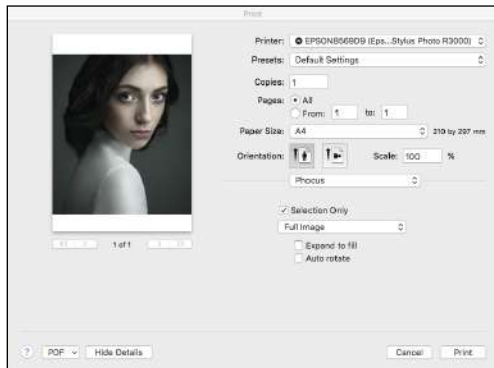 Print
Printer: EPSONB656D9 (Eps...Stylus Photo R3000)
Presets: Default Settings
Copies: 1
Pages: All
From: 1 to: 1
Paper Size: A4 210 by 297 mm
Orientation: Scale: 100 %
Phocus
Selection Only
Full Image
1 of 1
Expand to fill
Auto rotate
? PDF Hide Details Cancel Print